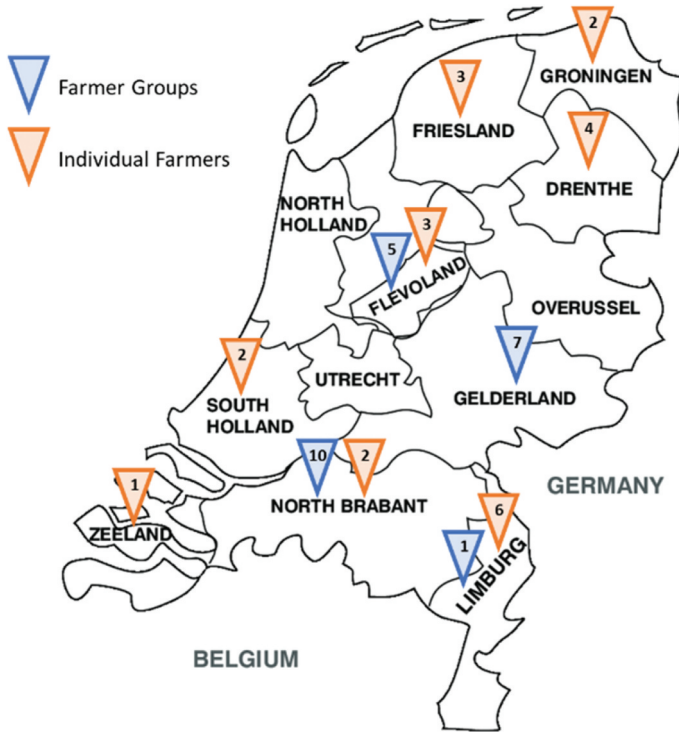 2
GRONINGEN
Farmer Groups
3
FRIESLAND
4
DRENTHE
Individual Farmers
NORTH
HOLLAND
3
5
FLEVOLAND
OVERUSSEL
2
7
UTRECHT
SOUTH
HOLLAND
GELDERLAND
10
2
NORTH BRABANT
1
ZEELAND
6
1
LIMBURG
GERMANY
BELGIUM